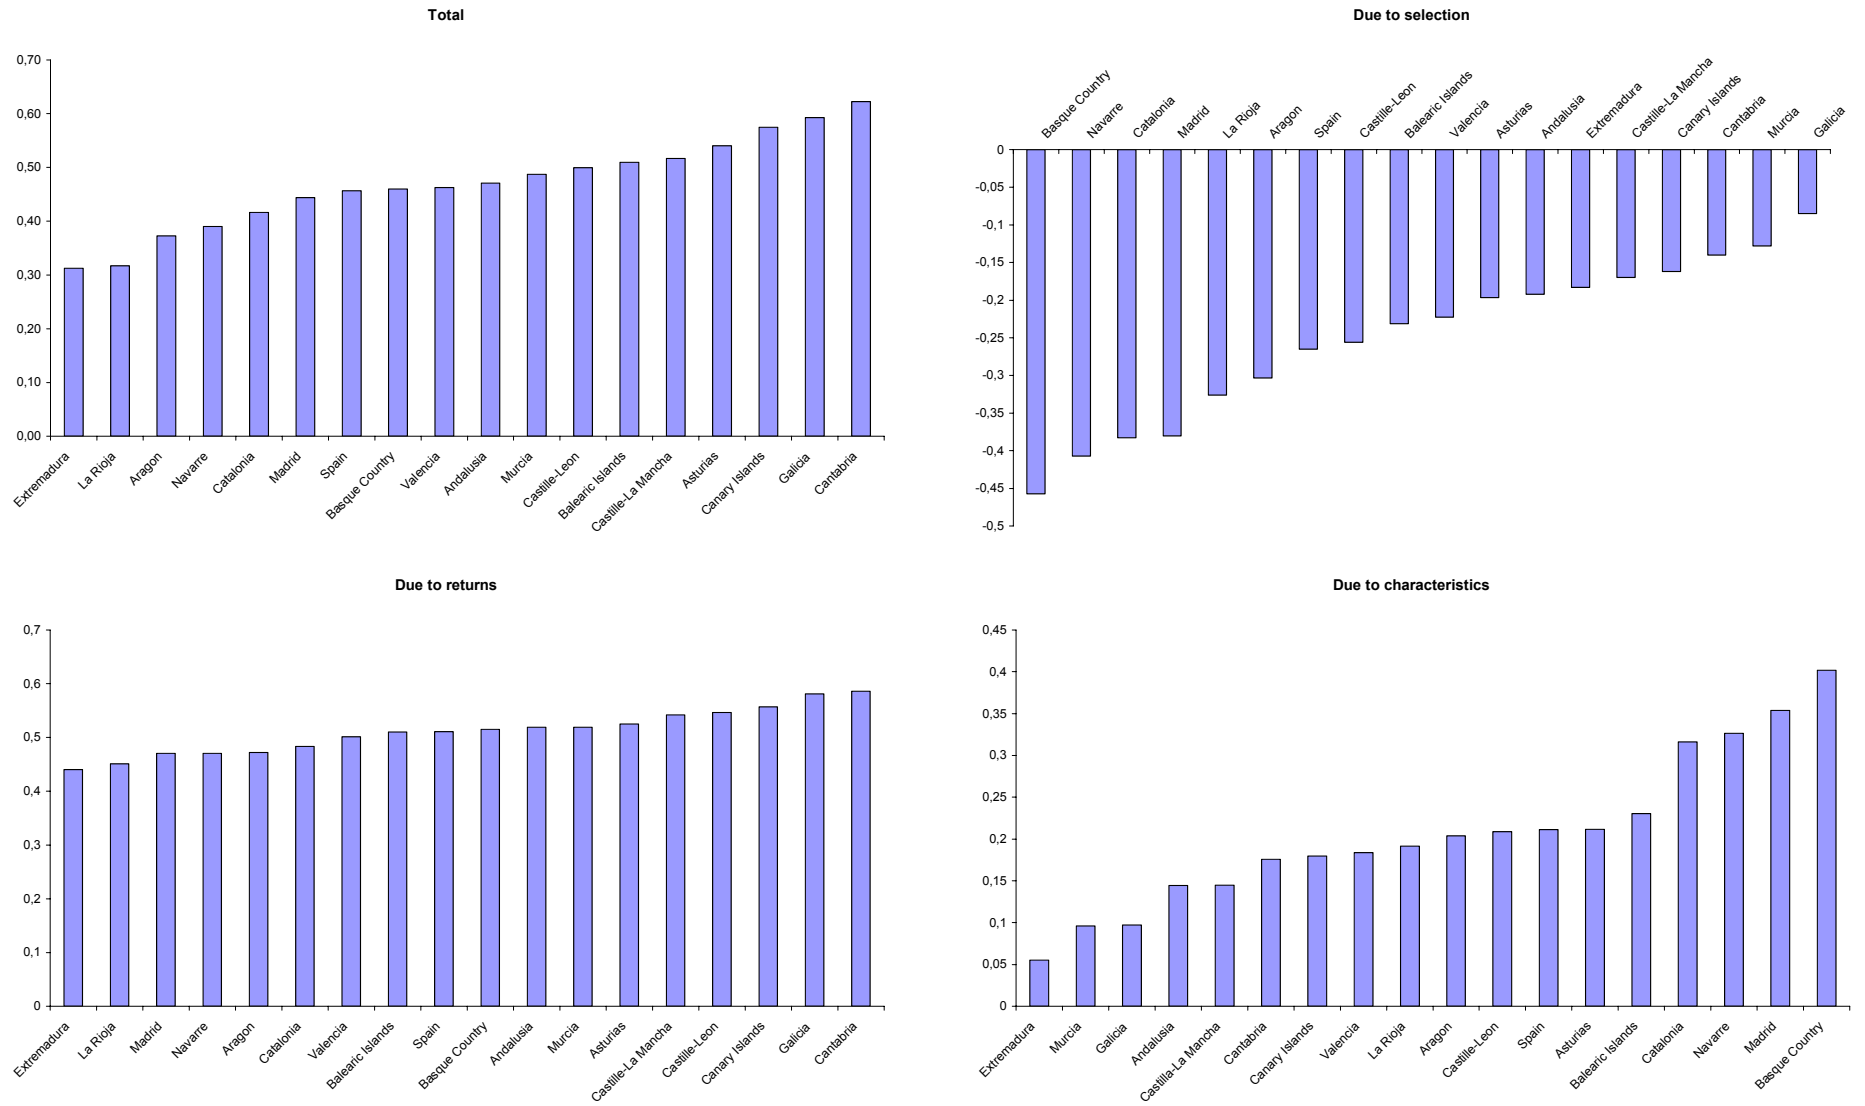 Total
0,70
0,60
0,50
0,40
0,30
0,20
0,10
0,00
Extremadura
La Rioja
Aragon
Navarre
Catalonia
Madrid
Spain
Basque Country
Valencia
Andalusia
Murcia
Castille-Leon
Balearic Islands
Castille-La Mancha
Asturias
Canary Islands
Galicia
Cantabria
Due to selection
Basque Country
Navarre
Catalonia
Madrid
La Rioja
Aragon
Spain
Castille-Leon
Balearic Islands
Valencia
Asturias
Andalusia
Extremadura
Castille-La Mancha
Canary Islands
Cantabria
Murcia
Galicia
0
-0,05
-0,1
-0,15
-0,2
-0,25
-0,3
-0,35
-0,4
-0,45
-0,5
Due to returns
0,7
0,6
0,5
0,4
0,3
0,2
0,1
0
Extremadura
La Rioja
Madrid
Navarre
Aragon
Catalonia
Valencia
Balearic Islands
Spain
Basque Country
Andalusia
Murcia
Asturias
Castille-La Mancha
Castille-Leon
Canary Islands
Galicia
Cantabria
Due to characteristics
0,45
0,4
0,35
0,3
0,25
0,2
0,15
0,1
0,05
0
Extremadura
Murcia
Galicia
Andalusia
Castilla-La Mancha
Cantabria
Canary Islands
Valencia
La Rioja
Aragon
Castille-Leon
Spain
Asturias
Balearic Islands
Catalonia
Navarre
Madrid
Basque Country